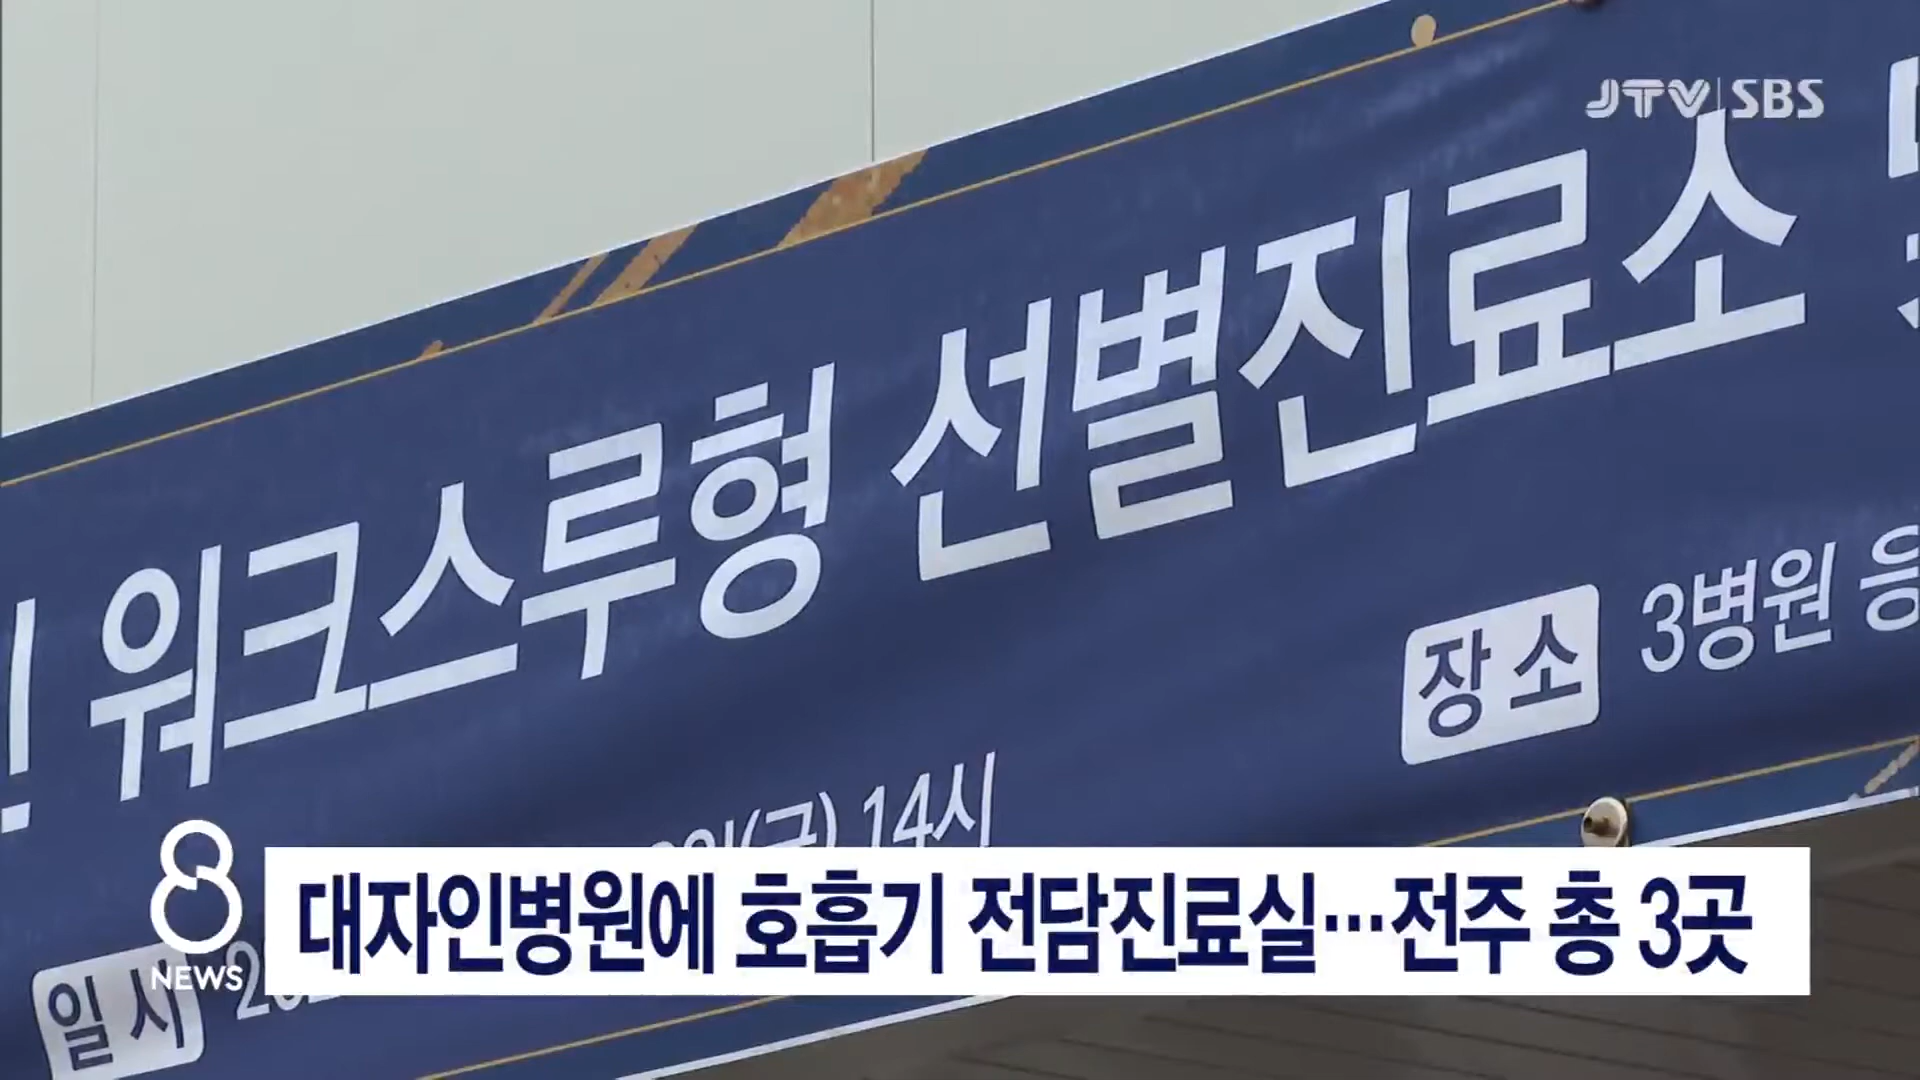 JTV SBS
워크스루형 선별진료소
장소 3병원
(금) 14시
일시
8 NEWS
대자인병원에 호흡기 전담진료실…전주 총 3곳